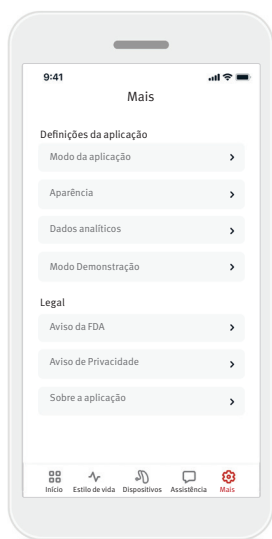 9:41
Mais
Definições da aplicação
Modo da aplicação
Aparência
Dados analíticos
Modo Demonstração
Legal
Aviso da FDA
Aviso de Privacidade
Sobre a aplicação
Início Estilo de vida Dispositivos Assistência Mais